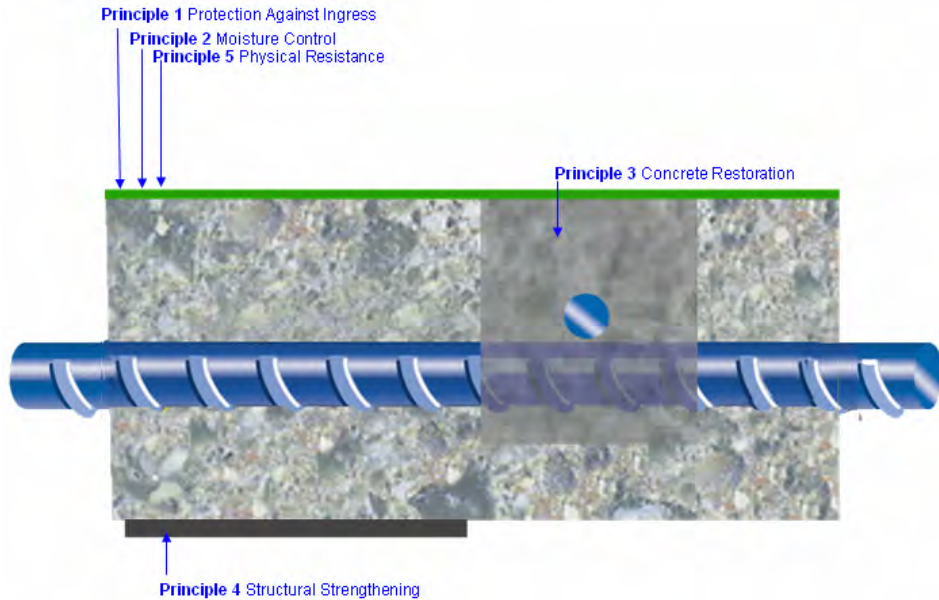 Principle 1 Protection Against Ingress
Principle 2 Moisture Control
Principle 5 Physical Resistance
Principle 3 Concrete Restoration
Principle 4 Structural Strengthening